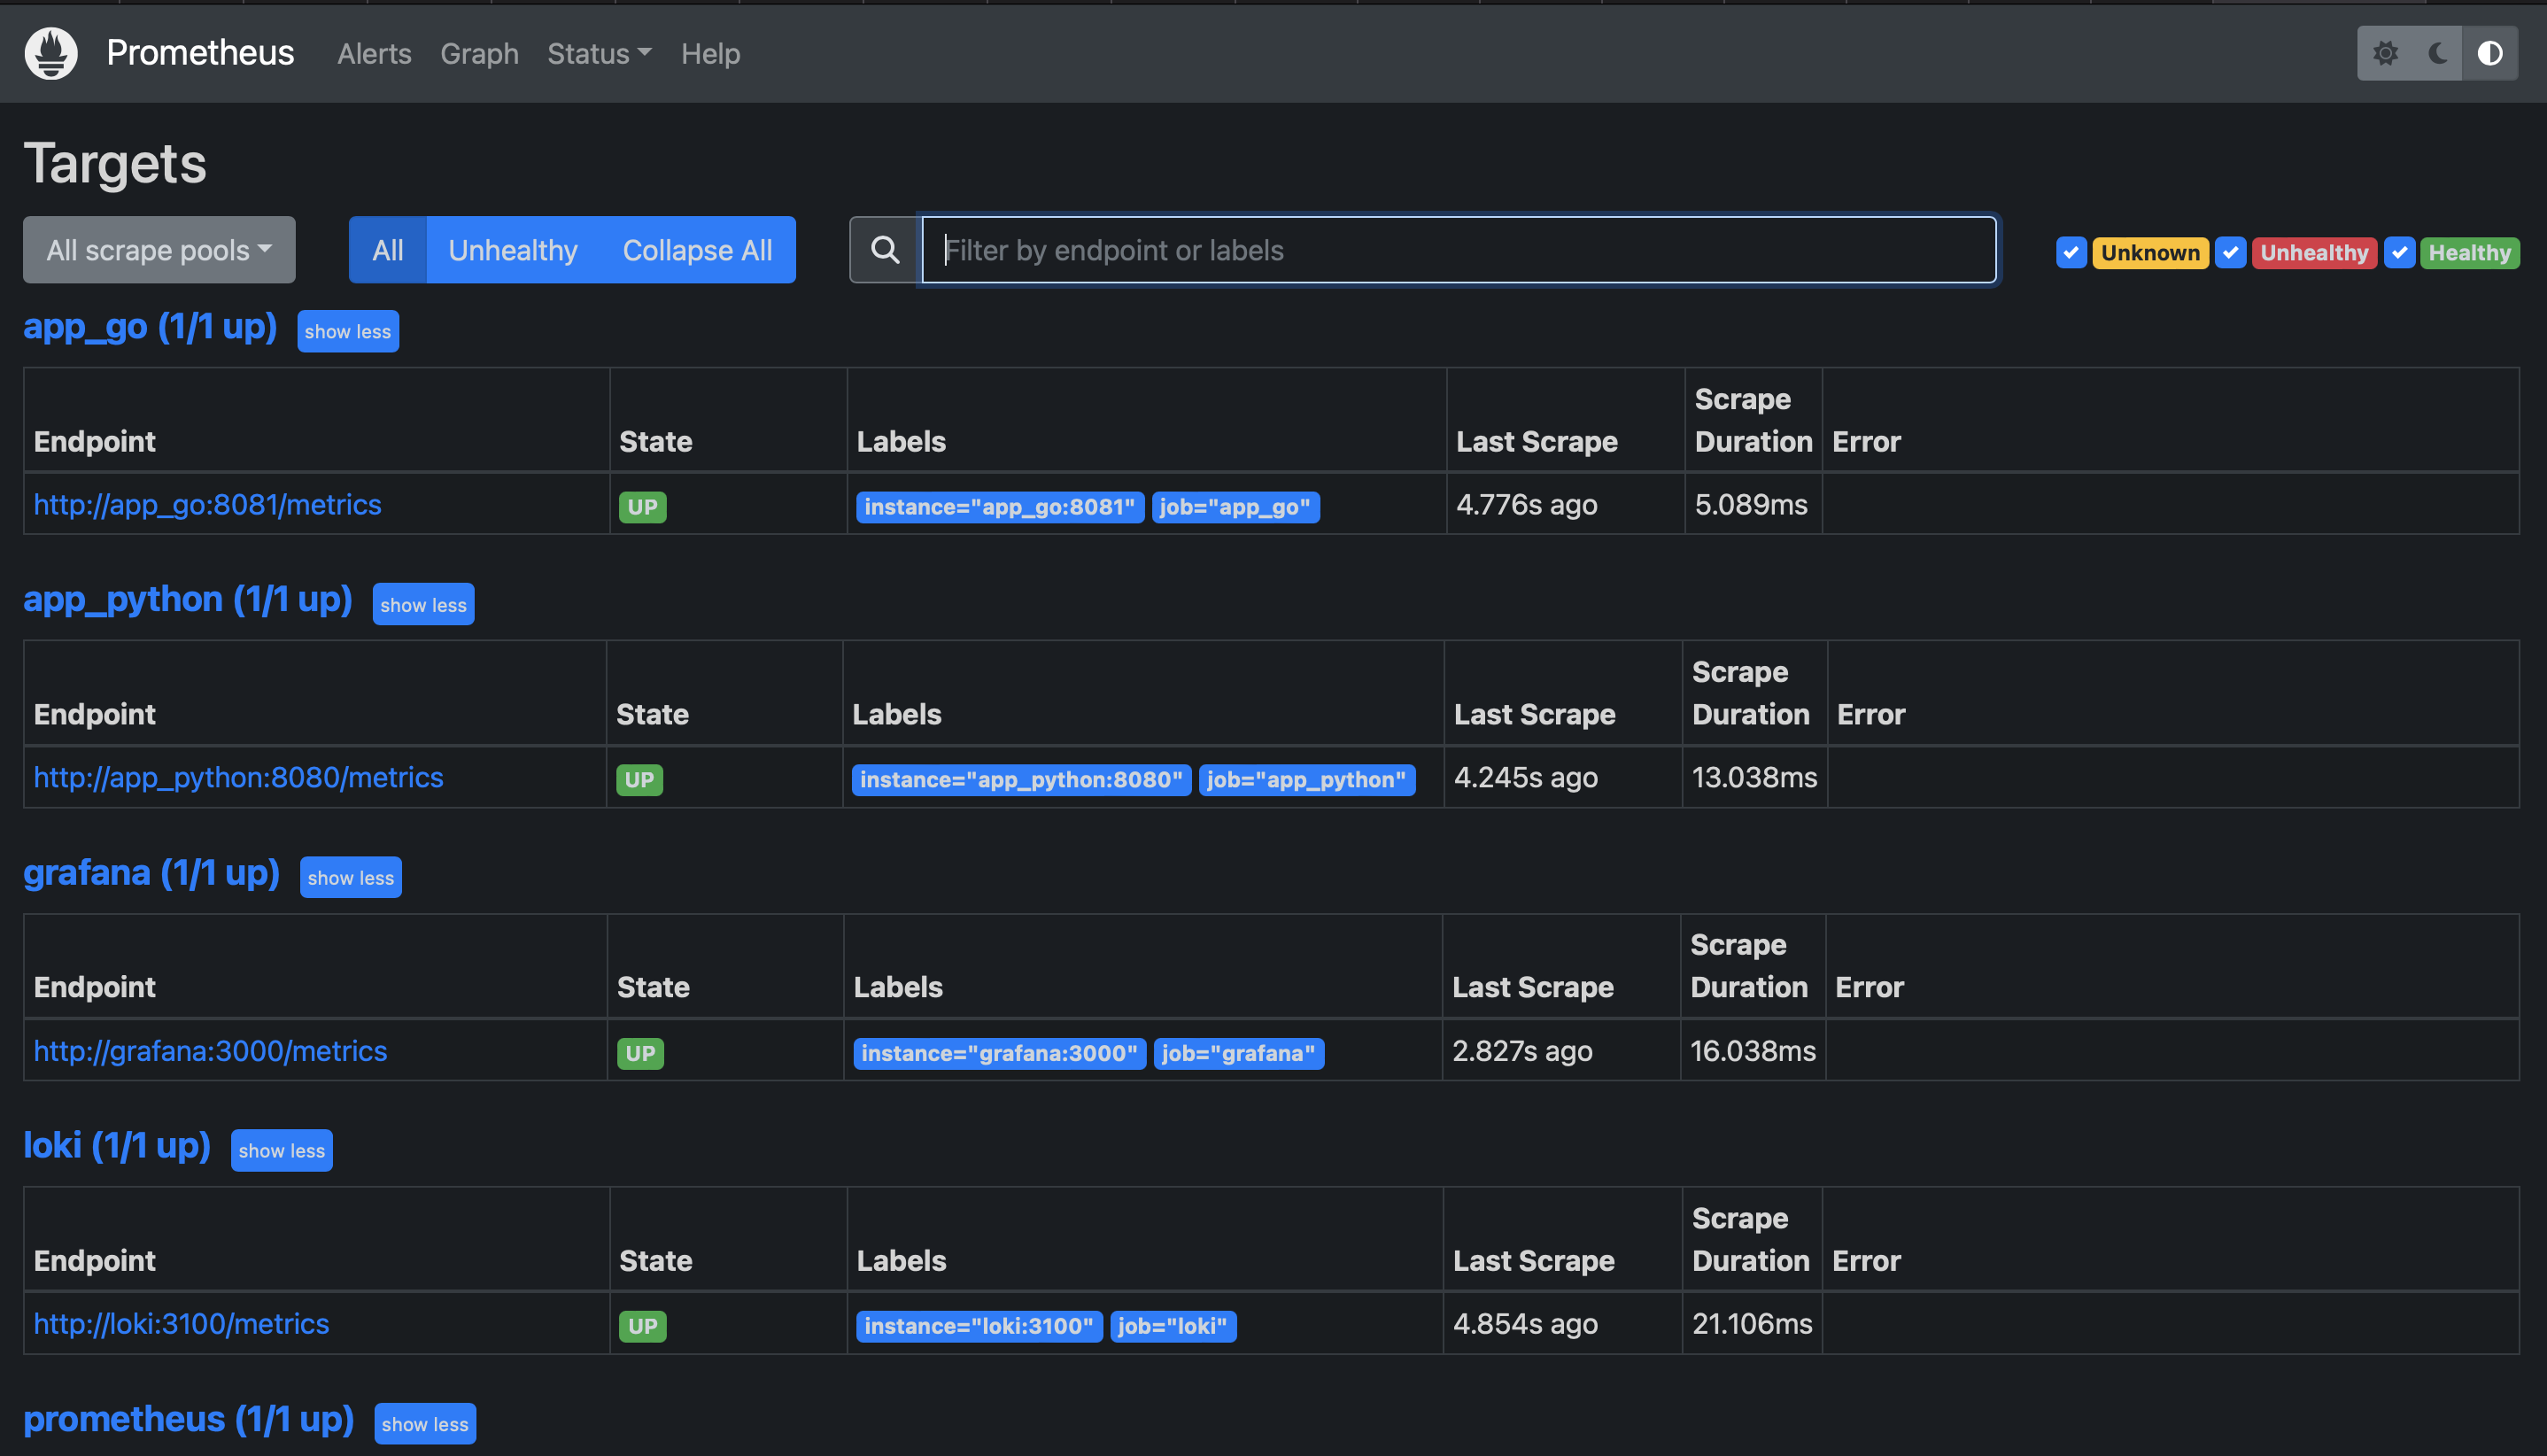 Prometheus Alerts Graph Status Help
Targets
All scrape pools All Unhealthy Collapse All Filter by endpoint or labels Unknown Unhealthy Healthy
app_go (1/1 up) show less
Endpoint State Labels Last Scrape Scrape Duration Error
http://app_go:8081/metrics UP instance="app_go:8081" job="app_go" 4.776s ago 5.089ms
app_python (1/1 up) show less
Endpoint State Labels Last Scrape Scrape Duration Error
http://app_python:8080/metrics UP instance="app_python:8080" job="app_python" 4.245s ago 13.038ms
grafana (1/1 up) show less
Endpoint State Labels Last Scrape Scrape Duration Error
http://grafana:3000/metrics UP instance="grafana:3000" job="grafana" 2.827s ago 16.038ms
loki (1/1 up) show less
Endpoint State Labels Last Scrape Scrape Duration Error
http://loki:3100/metrics UP instance="loki:3100" job="loki" 4.854s ago 21.106ms
prometheus (1/1 up) show less